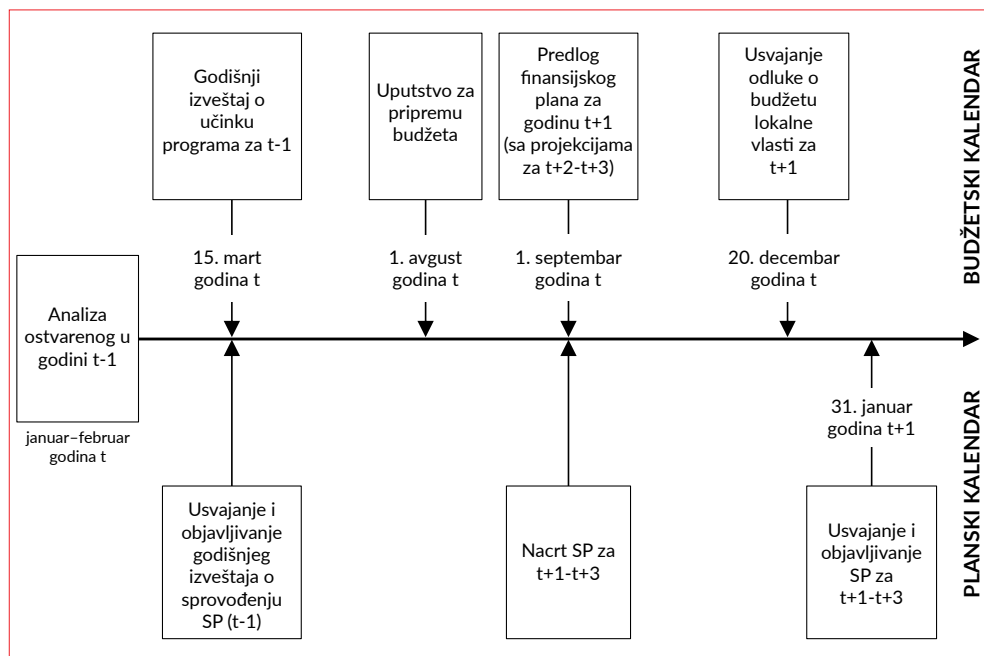 Godišnji
izveštaj o
učinku
programa za t-1
Uputstvo za
pripremu
budžeta
Predlog
finansijskog
plana za
godinu t+1
(sa projekcijama
za t+2-t+3)
Usvajanje
odluke o
budžetu
lokalne
vlasti za
t+1
BUDŽETSKI KALENDAR
15. mart
godina t
1. avgust
godina t
1. septembar
godina t
20. decembar
godina t
Analiza
ostvarenog u
godini t-1
januar–februar
godina t
31. januar
godina t+1
PLANSKI KALENDAR
Usvajanje i
objavljivanje
godišnjeg
izveštaja o
sprovođenju
SP (t-1)
Nacrt SP za
t+1-t+3
Usvajanje i
objavljivanje
SP za
t+1-t+3